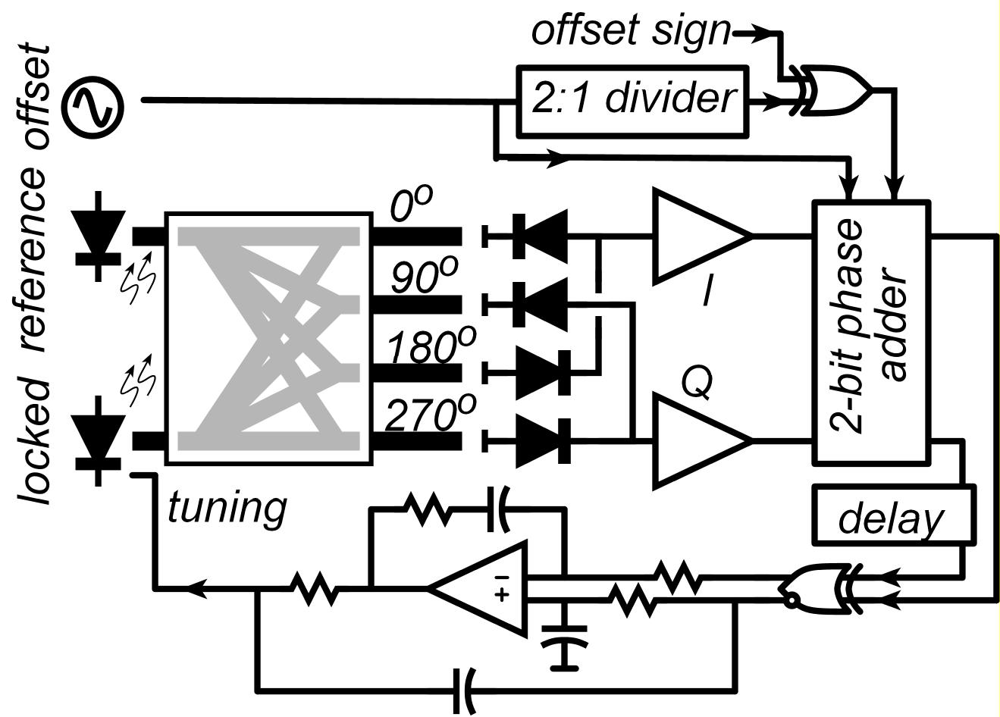 offset sign
locked reference offset
2:1 divider
0°
90°
180°
270°
I
Q
2-bit phase
adder
tuning
delay
−
+